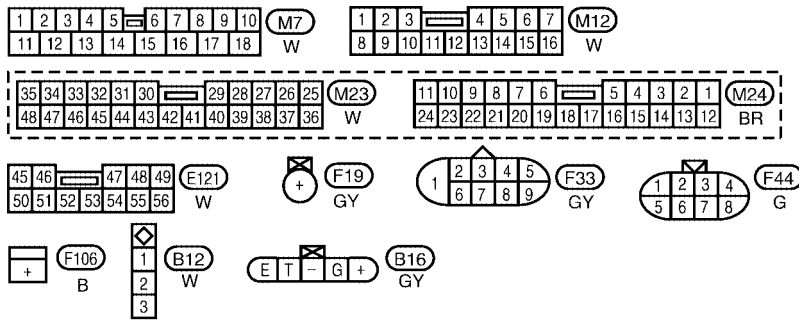 1 2 3 4 5 6 7 8 9 10 M7
11 12 13 14 15 16 17 18 W
1 2 3 4 5 6 7 M12
8 9 10 11 12 13 14 15 16 W
35 34 33 32 31 30 29 28 27 26 25 M23
48 47 46 45 44 43 42 41 40 39 38 37 36 W
11 10 9 8 7 6 5 4 3 2 1 M24
24 23 22 21 20 19 18 17 16 15 14 13 12 BR
45 46 47 48 49 E121
50 51 52 53 54 55 56 W
+ F19
GY
1 2 3 4 5 F33
6 7 8 9 GY
1 2 3 4 F44
5 6 7 8 G
+ F106
B
1 B12
2 W
3
E T - G + B16
GY